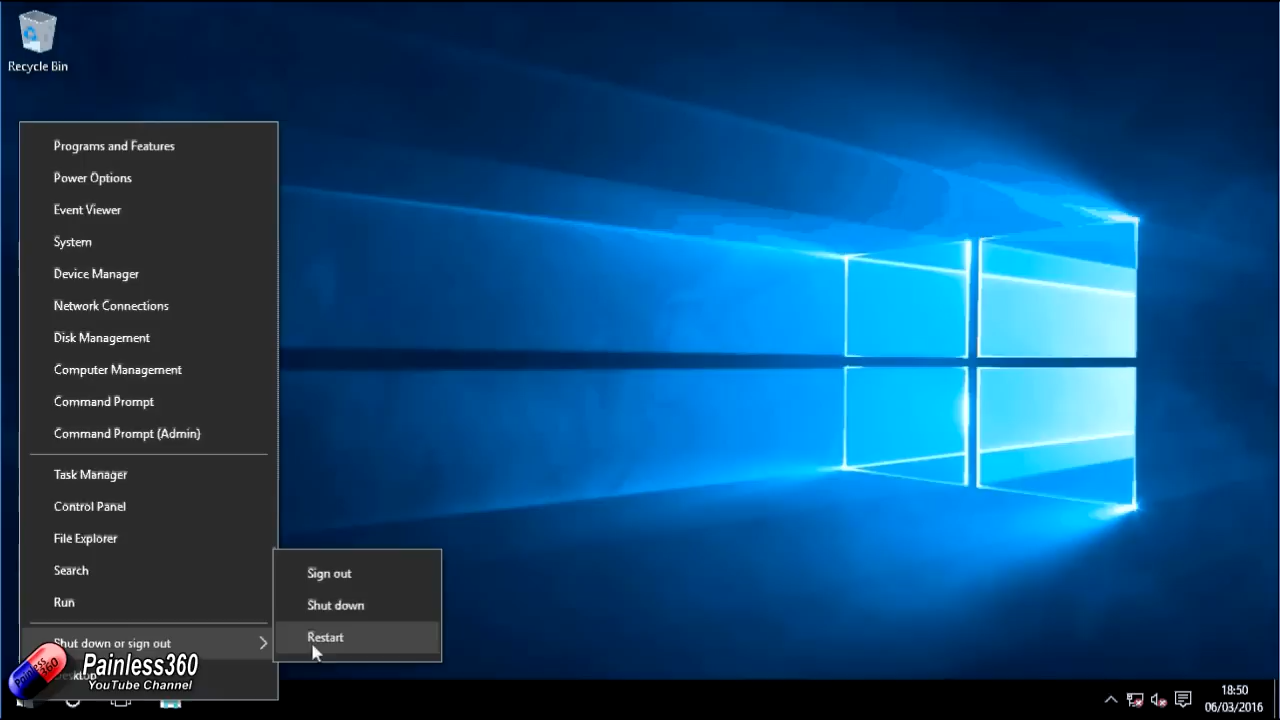 Recycle Bin
Programs and Features
Power Options
Event Viewer
System
Device Manager
Network Connections
Disk Management
Computer Management
Command Prompt
Command Prompt (Admin)
Task Manager
Control Panel
File Explorer
Search
Run
Shut down or sign out
Desktop
Sign out
Shut down
Restart
Painless360
Painless360
YouTube Channel
18:50
06/03/2016